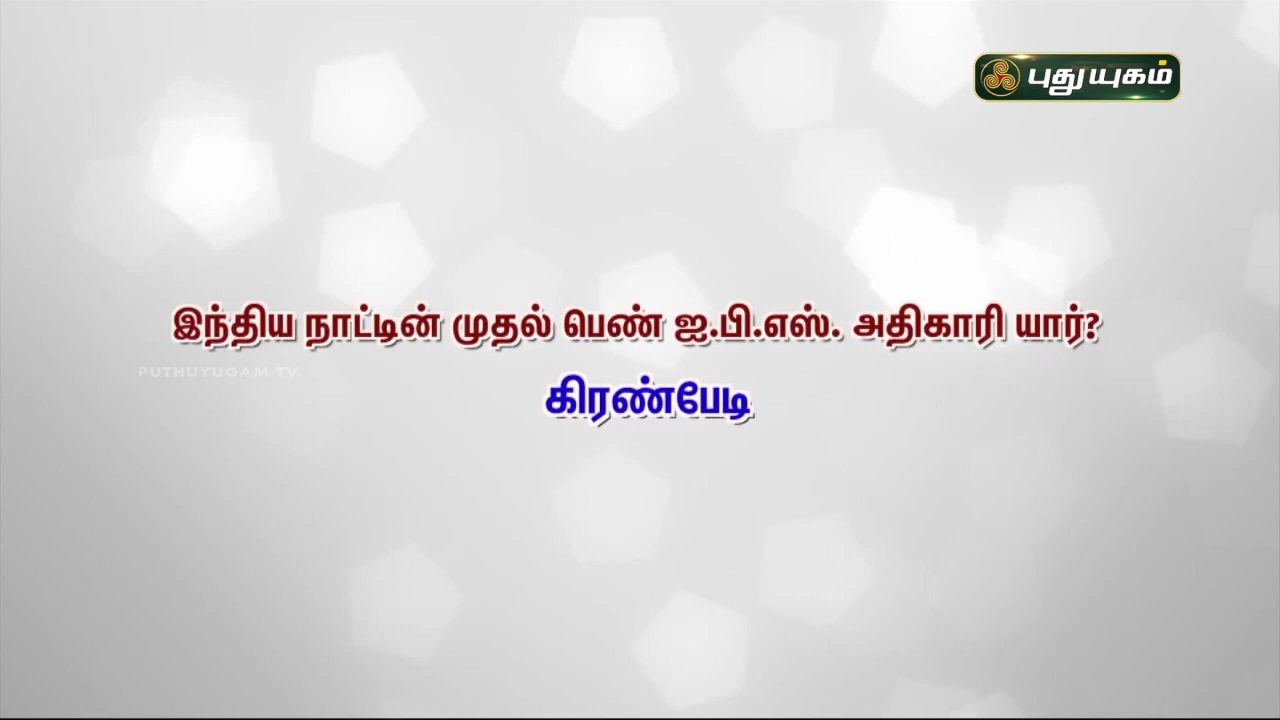 புதுயுகம்
இந்திய நாட்டின் முதல் பெண் ஐ.பி.எஸ். அதிகாரி யார்?
PUTHUYUGAM TV
கிரண்பேடி